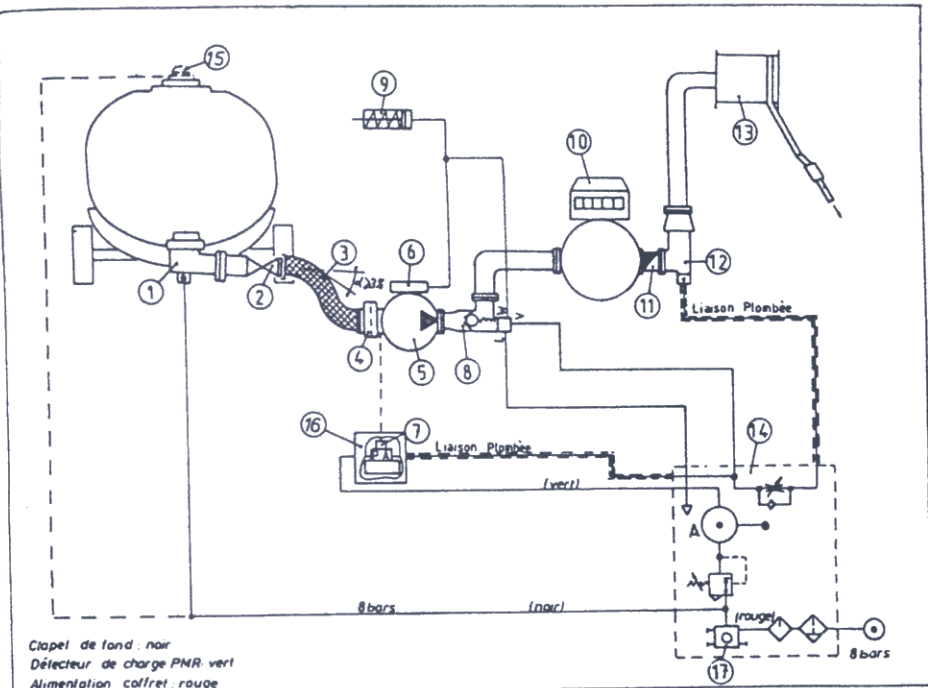 15
9
10
13
6
3
1
2
α≥35
12
11
Liaison Plombée
4
5
8
A
V
16
7
Liaison Plombée
14
(vert)
A
8 bars
(noir)
(rouge)
8 bars
17
Clapet de fond : noir
Détecteur de charge PMR : vert
Alimentation coffret : rouge